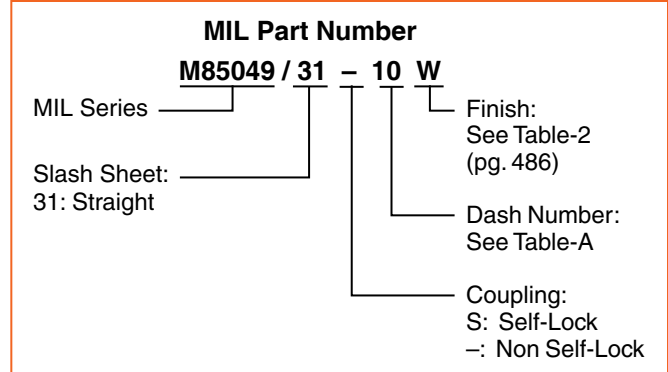 MIL Part Number
M85049 / 31 – 10 W
MIL Series
Slash Sheet:
31: Straight
Finish:
See Table-2
(pg. 486)
Dash Number:
See Table-A
Coupling:
S: Self-Lock
–: Non Self-Lock